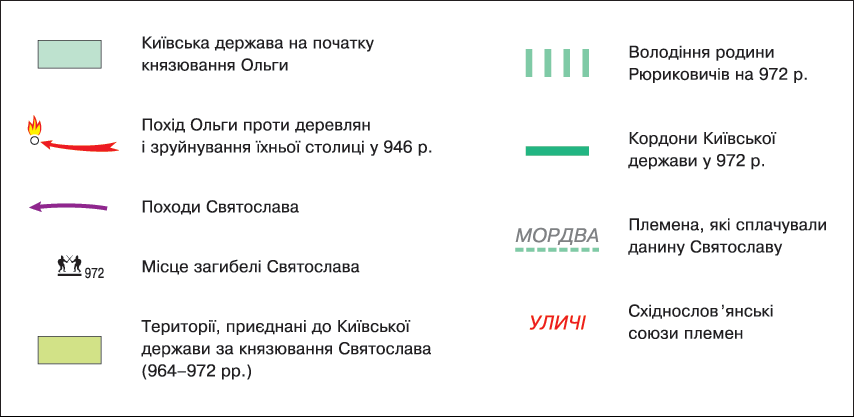 Київська держава на початку
князювання Ольги
Похід Ольги проти деревлян
і зруйнування їхньої столиці у 946 р.
Походи Святослава
972
Місце загибелі Святослава
Території, приєднані до Київської
держави за князювання Святослава
(964–972 рр.)
Володіння родини
Рюриковичів на 972 р.
Кордони Київської
держави у 972 р.
МОРДВА
Племена, які сплачували
данину Святославу
УЛИЧІ
Східнослов’янські
союзи племен